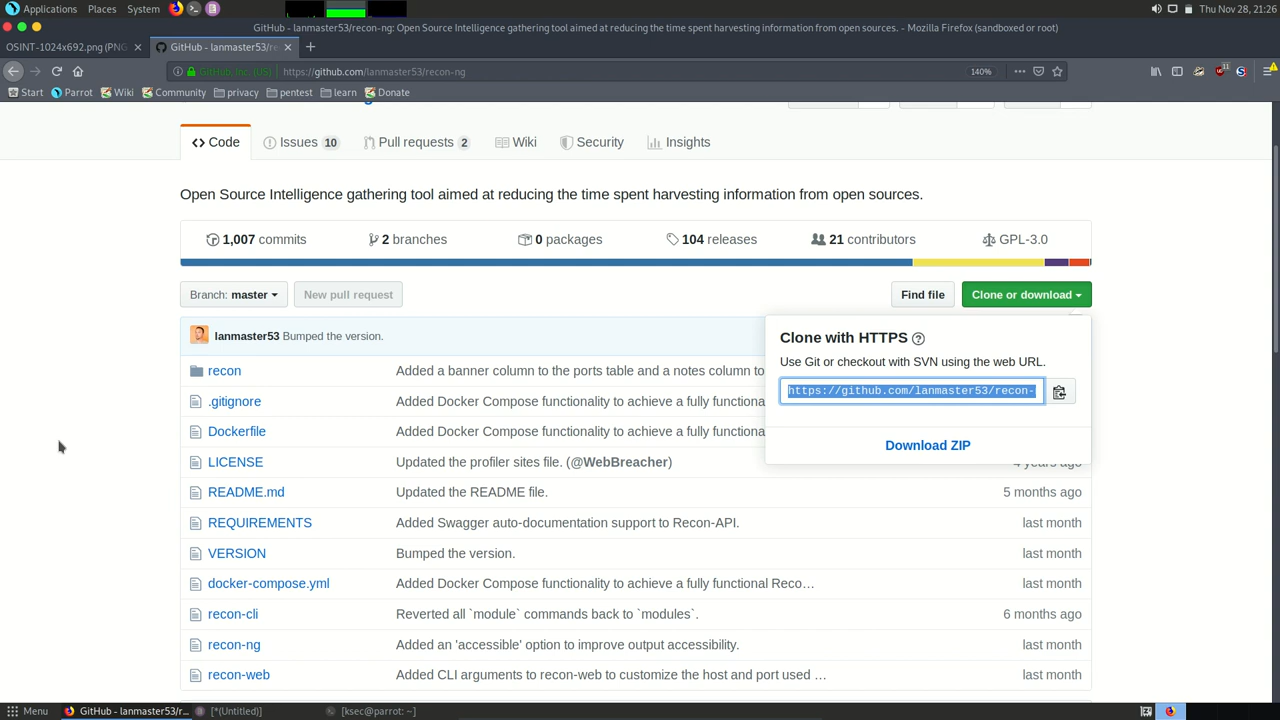 Applications Places System Thu Nov 28, 21:26
GitHub - lanmaster53/recon-ng: Open Source Intelligence gathering tool aimed at reducing the time spent harvesting information from open sources. - Mozilla Firefox (sandboxed or root)
OSINT-1024x692.png (PNG × GitHub - lanmaster53/re × +
GitHub, Inc. (US) https://github.com/lanmaster53/recon-ng 140% 11
Start Parrot Wiki Community privacy pentest learn Donate
Code Issues 10 Pull requests 2 Wiki Security Insights
Open Source Intelligence gathering tool aimed at reducing the time spent harvesting information from open sources.
1,007 commits 2 branches 0 packages 104 releases 21 contributors GPL-3.0
Branch: master New pull request Find file Clone or download
lanmaster53 Bumped the version.
Clone with HTTPS
Use Git or checkout with SVN using the web URL.
https://github.com/lanmaster53/recon-
Download ZIP
recon Added a banner column to the ports table and a notes column to
.gitignore Added Docker Compose functionality to achieve a fully functiona
Dockerfile Added Docker Compose functionality to achieve a fully functiona
LICENSE Updated the profiler sites file. (@WebBreacher) 4 years ago
README.md Updated the README file. 5 months ago
REQUIREMENTS Added Swagger auto-documentation support to Recon-API. last month
VERSION Bumped the version. last month
docker-compose.yml Added Docker Compose functionality to achieve a fully functional Reco… last month
recon-cli Reverted all `module` commands back to `modules`. 6 months ago
recon-ng Added an 'accessible' option to improve output accessibility. last month
recon-web Added CLI arguments to recon-web to customize the host and port used … last month
Menu GitHub - lanmaster53/r... [*(Untitled)] [ksec@parrot: ~]